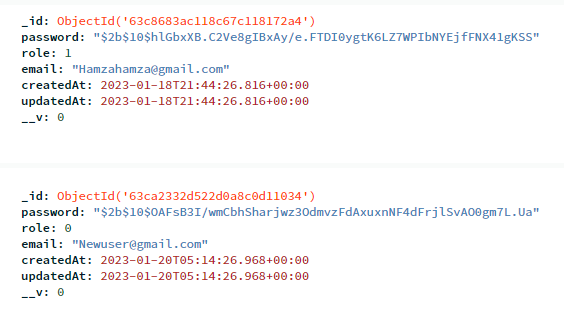 _id: ObjectId('63c8683ac118c67c118172a4')
password: "$2b$10$hlGbxXB.C2Ve8gIBxAy/e.FTDI0ygtK6LZ7WPIbNYEjfFNX41gKSS"
role: 1
email: "Hamzahamza@gmail.com"
createdAt: 2023-01-18T21:44:26.816+00:00
updatedAt: 2023-01-18T21:44:26.816+00:00
__v: 0
_id: ObjectId('63ca2332d522d0a8c0d11034')
password: "$2b$10$OAFsB3I/wmCbhSharjwz3OdmvzFdAxuxnNF4dFrjlSvAO0gm7L.Ua"
role: 0
email: "Newuser@gmail.com"
createdAt: 2023-01-20T05:14:26.968+00:00
updatedAt: 2023-01-20T05:14:26.968+00:00
__v: 0